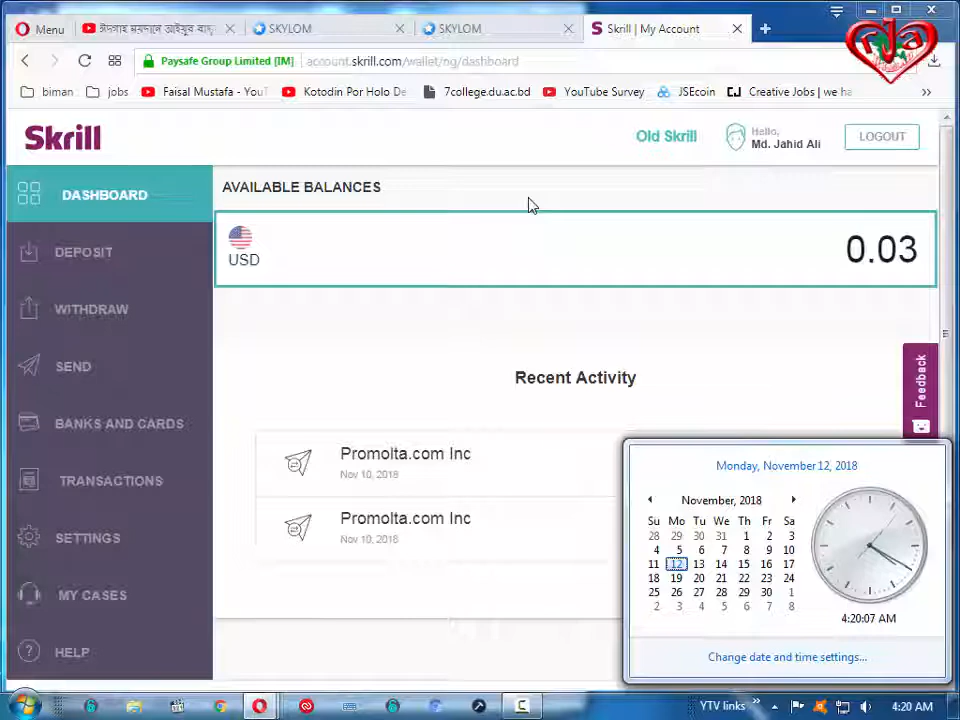 Menu
ঈদগাহ ময়দানে আইয়ুব বাচ্
SKYLOM
SKYLOM
Skrill | My Account
Paysafe Group Limited [IM]
account.skrill.com/wallet/ng/dashboard
biman
jobs
Faisal Mustafa - YouT
Kotodin Por Holo De
7college.du.ac.bd
YouTube Survey
JSEcoin
Creative Jobs | we ha
rja
Skrill
Old Skrill
Hello,
Md. Jahid Ali
LOGOUT
DASHBOARD
DEPOSIT
WITHDRAW
SEND
BANKS AND CARDS
TRANSACTIONS
SETTINGS
MY CASES
HELP
AVAILABLE BALANCES
USD
0.03
Recent Activity
Promolta.com Inc
Nov 10, 2018
Promolta.com Inc
Nov 10, 2018
Feedback
Monday, November 12, 2018
November, 2018
Su Mo Tu We Th Fr Sa
28 29 30 31 1 2 3
4 5 6 7 8 9 10
11 12 13 14 15 16 17
18 19 20 21 22 23 24
25 26 27 28 29 30 1
2 3 4 5 6 7 8
4:20:07 AM
Change date and time settings...
YTV links
4:20 AM